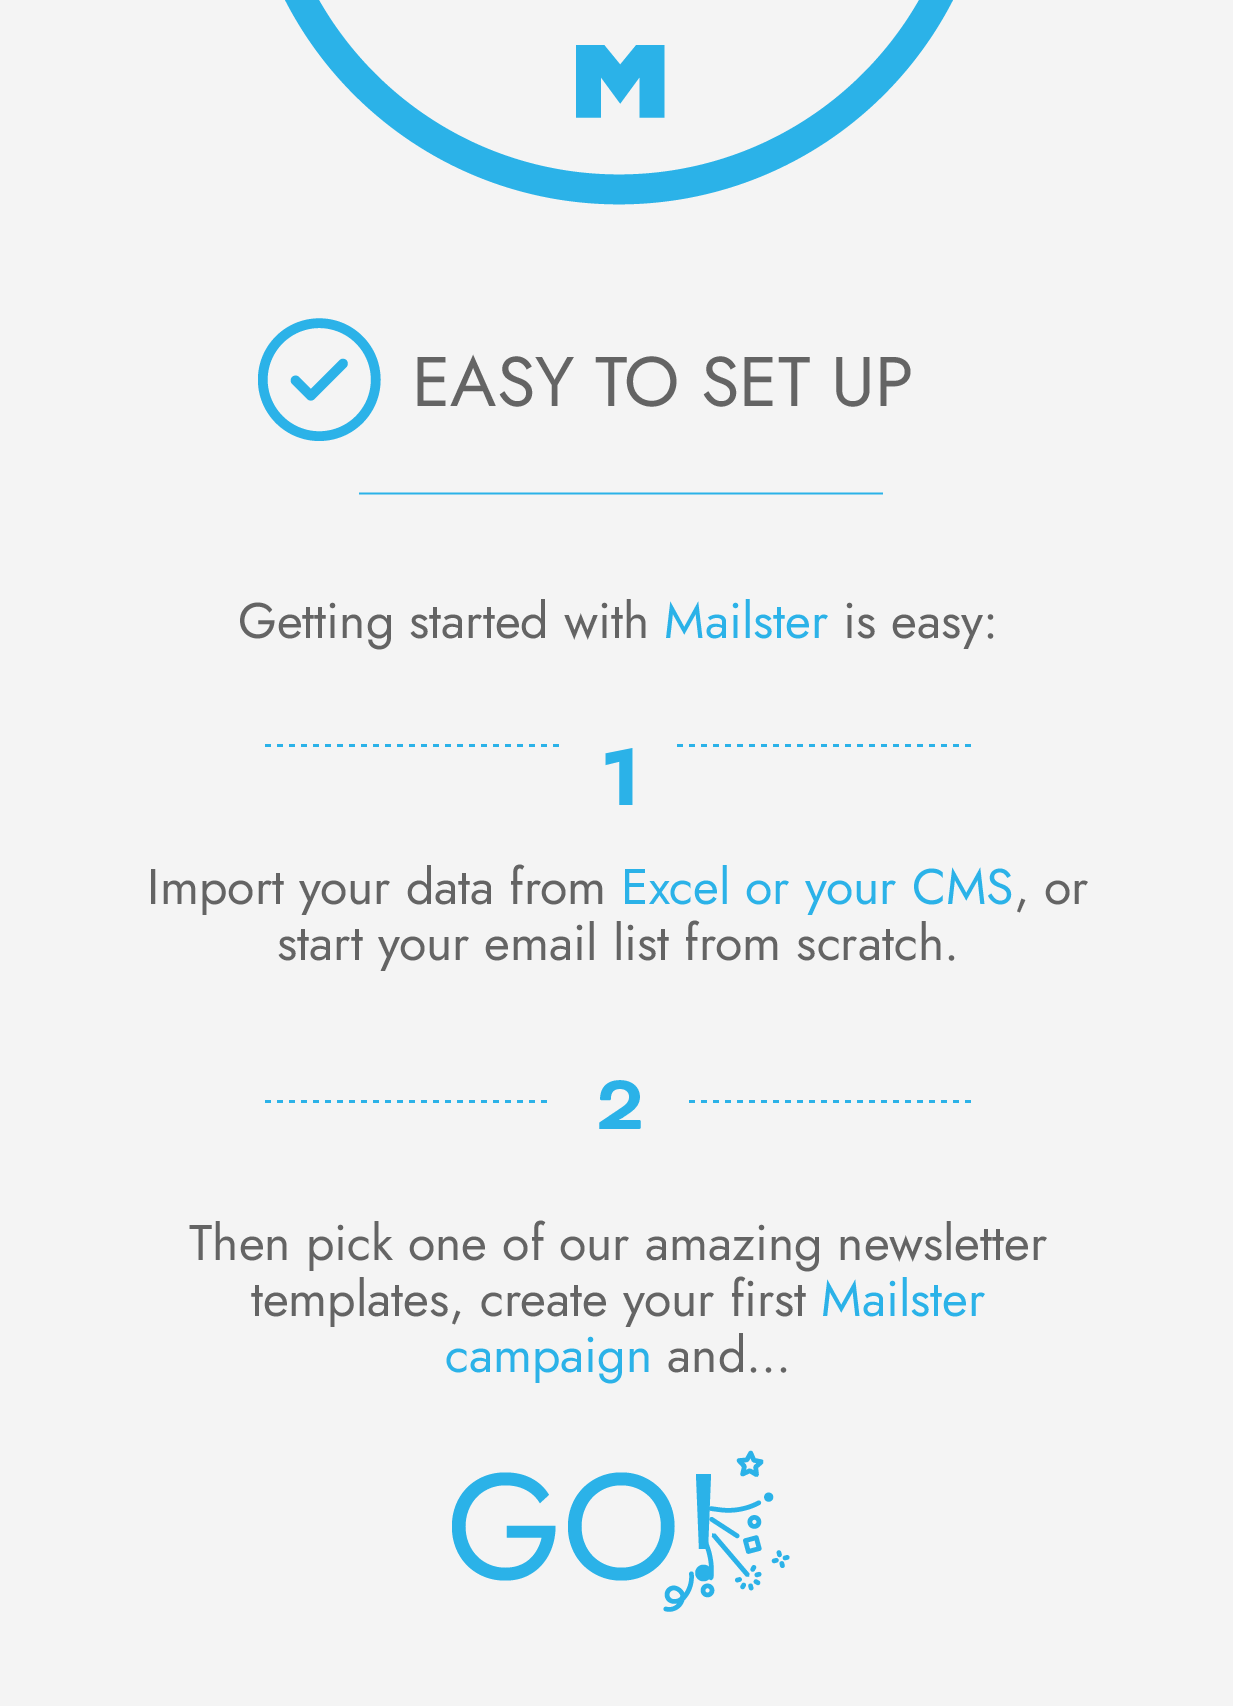 M
EASY TO SET UP
Getting started with Mailster is easy:
1
Import your data from Excel or your CMS, or
start your email list from scratch.
2
Then pick one of our amazing newsletter
templates, create your first Mailster
campaign and...
GO!